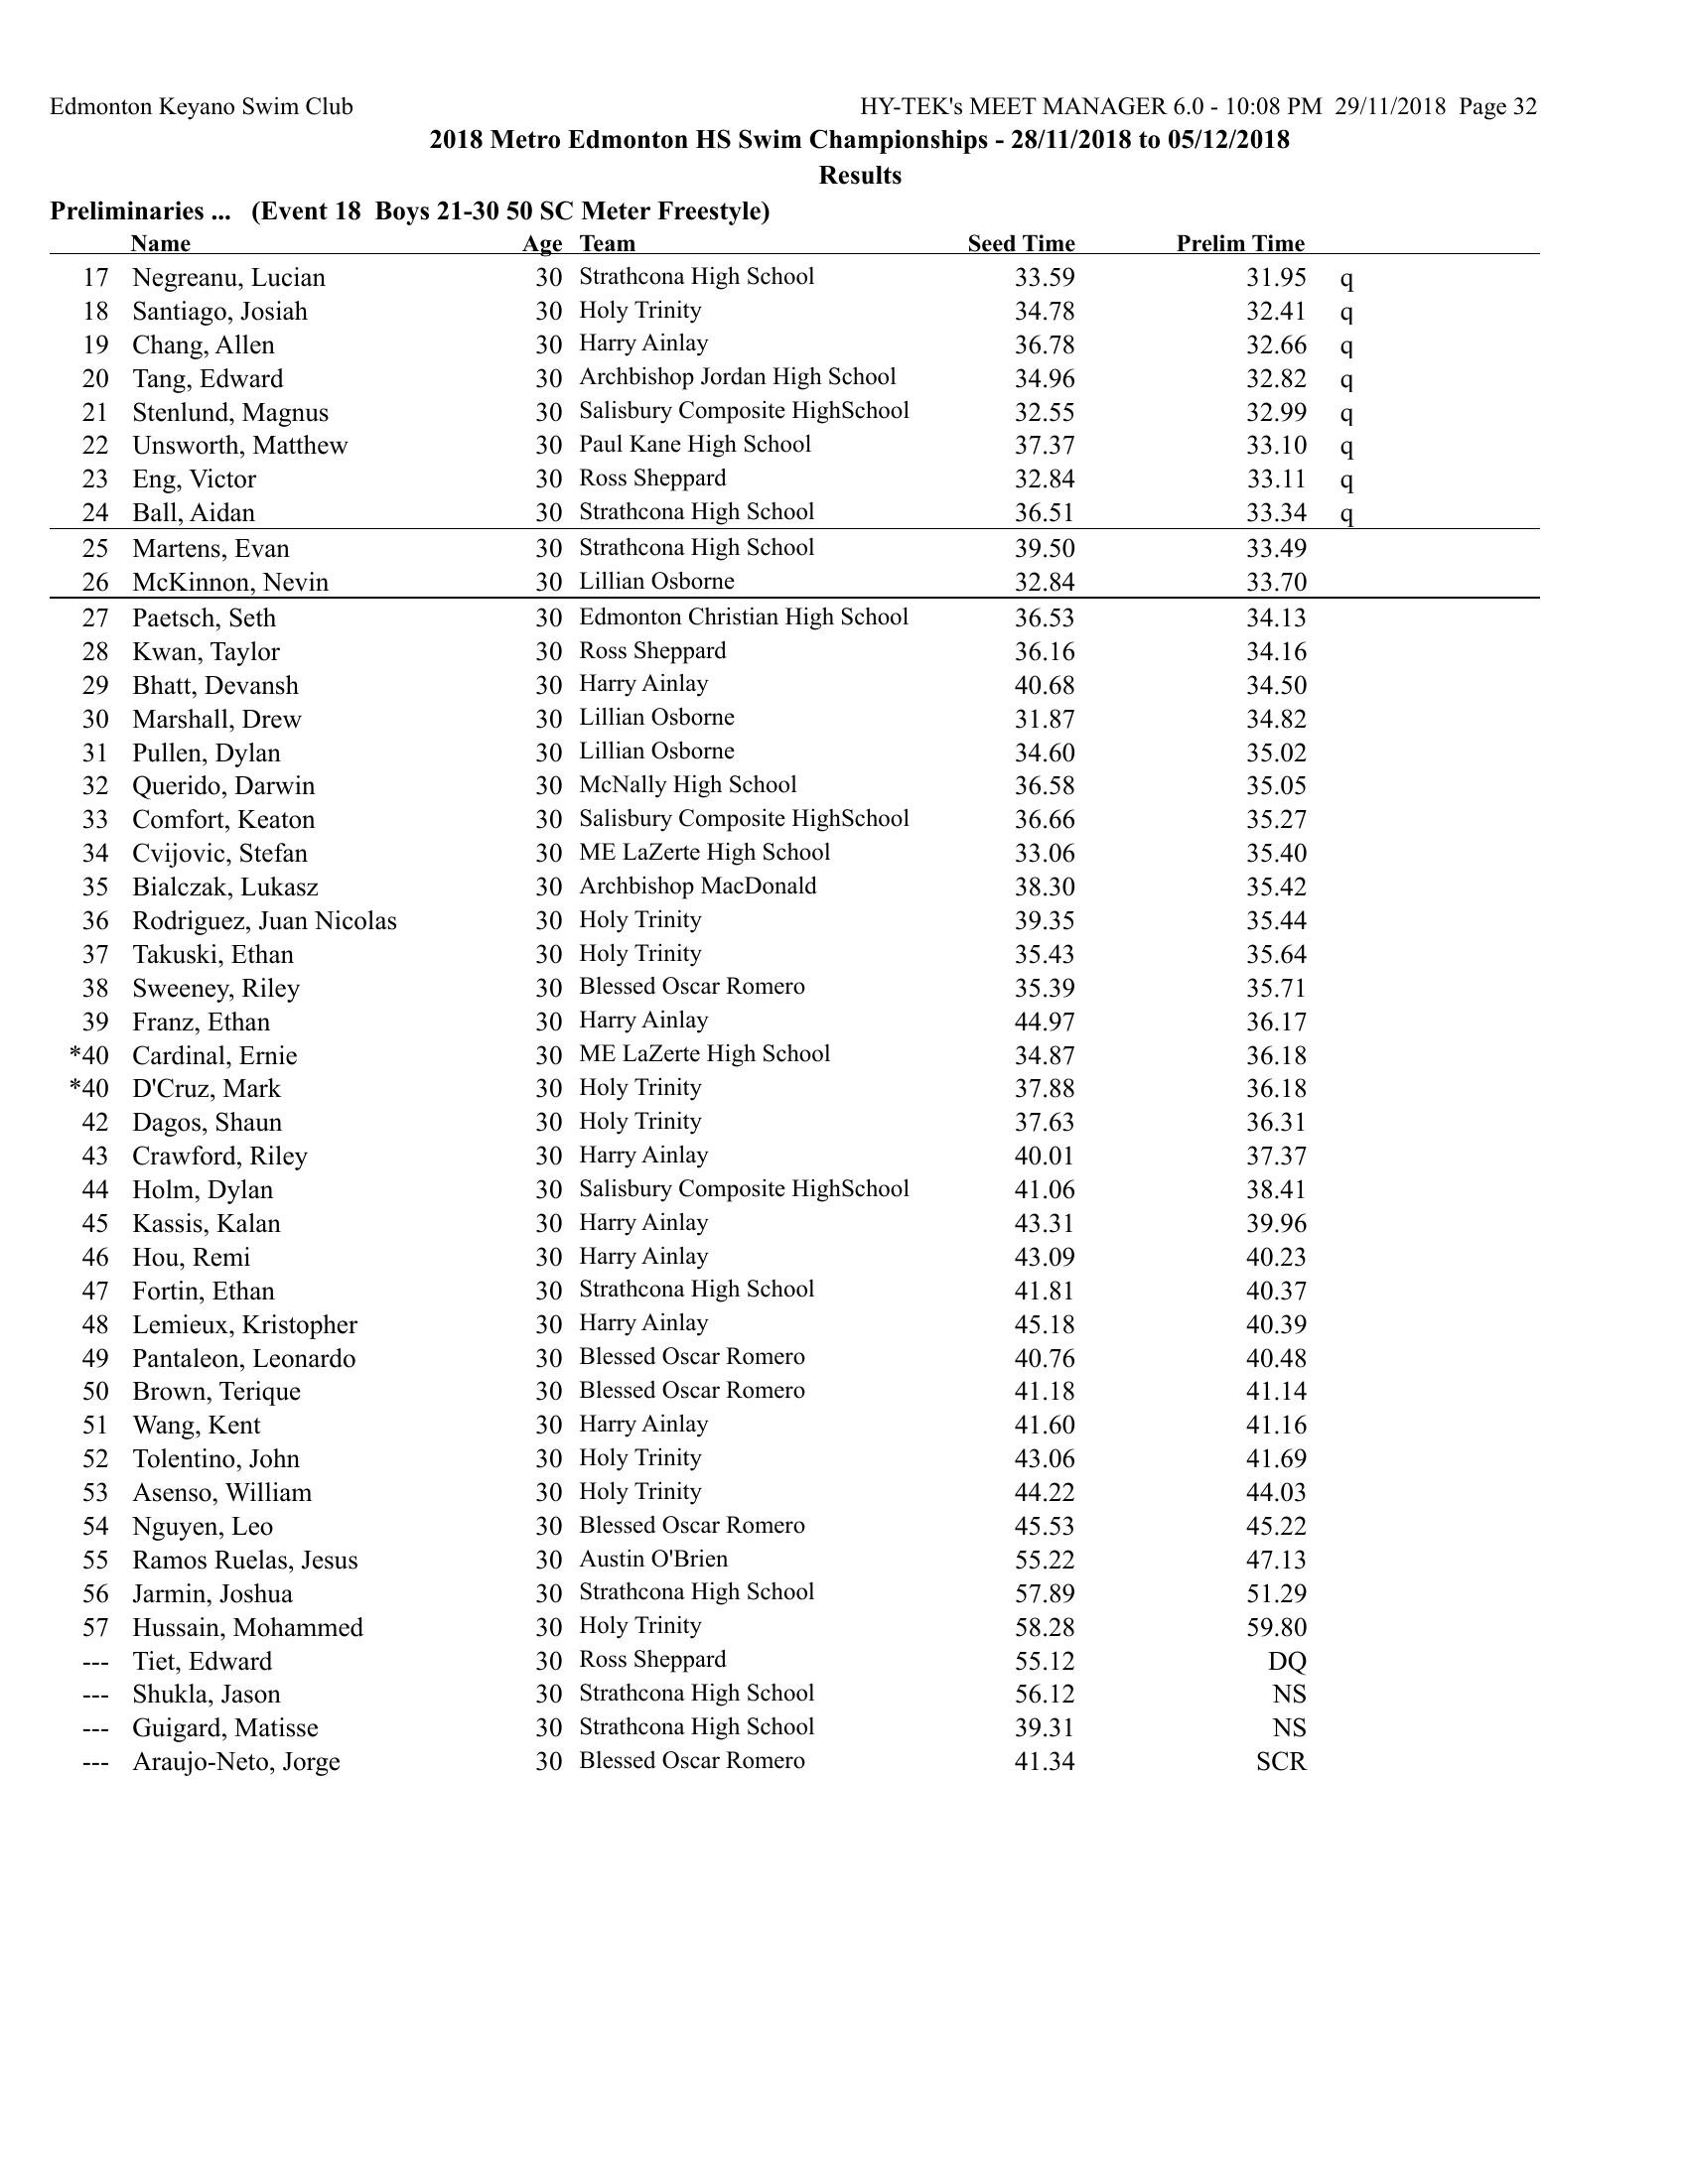 Edmonton Keyano Swim Club HY-TEK's MEET MANAGER 6.0 - 10:08 PM 29/11/2018 Page 32
2018 Metro Edmonton HS Swim Championships - 28/11/2018 to 05/12/2018
Results
Preliminaries ... (Event 18 Boys 21-30 50 SC Meter Freestyle)
Name Age Team Seed Time Prelim Time
17 Negreanu, Lucian 30 Strathcona High School 33.59 31.95 q
18 Santiago, Josiah 30 Holy Trinity 34.78 32.41 q
19 Chang, Allen 30 Harry Ainlay 36.78 32.66 q
20 Tang, Edward 30 Archbishop Jordan High School 34.96 32.82 q
21 Stenlund, Magnus 30 Salisbury Composite HighSchool 32.55 32.99 q
22 Unsworth, Matthew 30 Paul Kane High School 37.37 33.10 q
23 Eng, Victor 30 Ross Sheppard 32.84 33.11 q
24 Ball, Aidan 30 Strathcona High School 36.51 33.34 q
25 Martens, Evan 30 Strathcona High School 39.50 33.49
26 McKinnon, Nevin 30 Lillian Osborne 32.84 33.70
27 Paetsch, Seth 30 Edmonton Christian High School 36.53 34.13
28 Kwan, Taylor 30 Ross Sheppard 36.16 34.16
29 Bhatt, Devansh 30 Harry Ainlay 40.68 34.50
30 Marshall, Drew 30 Lillian Osborne 31.87 34.82
31 Pullen, Dylan 30 Lillian Osborne 34.60 35.02
32 Querido, Darwin 30 McNally High School 36.58 35.05
33 Comfort, Keaton 30 Salisbury Composite HighSchool 36.66 35.27
34 Cvijovic, Stefan 30 ME LaZerte High School 33.06 35.40
35 Bialczak, Lukasz 30 Archbishop MacDonald 38.30 35.42
36 Rodriguez, Juan Nicolas 30 Holy Trinity 39.35 35.44
37 Takuski, Ethan 30 Holy Trinity 35.43 35.64
38 Sweeney, Riley 30 Blessed Oscar Romero 35.39 35.71
39 Franz, Ethan 30 Harry Ainlay 44.97 36.17
*40 Cardinal, Ernie 30 ME LaZerte High School 34.87 36.18
*40 D'Cruz, Mark 30 Holy Trinity 37.88 36.18
42 Dagos, Shaun 30 Holy Trinity 37.63 36.31
43 Crawford, Riley 30 Harry Ainlay 40.01 37.37
44 Holm, Dylan 30 Salisbury Composite HighSchool 41.06 38.41
45 Kassis, Kalan 30 Harry Ainlay 43.31 39.96
46 Hou, Remi 30 Harry Ainlay 43.09 40.23
47 Fortin, Ethan 30 Strathcona High School 41.81 40.37
48 Lemieux, Kristopher 30 Harry Ainlay 45.18 40.39
49 Pantaleon, Leonardo 30 Blessed Oscar Romero 40.76 40.48
50 Brown, Terique 30 Blessed Oscar Romero 41.18 41.14
51 Wang, Kent 30 Harry Ainlay 41.60 41.16
52 Tolentino, John 30 Holy Trinity 43.06 41.69
53 Asenso, William 30 Holy Trinity 44.22 44.03
54 Nguyen, Leo 30 Blessed Oscar Romero 45.53 45.22
55 Ramos Ruelas, Jesus 30 Austin O'Brien 55.22 47.13
56 Jarmin, Joshua 30 Strathcona High School 57.89 51.29
57 Hussain, Mohammed 30 Holy Trinity 58.28 59.80
--- Tiet, Edward 30 Ross Sheppard 55.12 DQ
--- Shukla, Jason 30 Strathcona High School 56.12 NS
--- Guigard, Matisse 30 Strathcona High School 39.31 NS
--- Araujo-Neto, Jorge 30 Blessed Oscar Romero 41.34 SCR